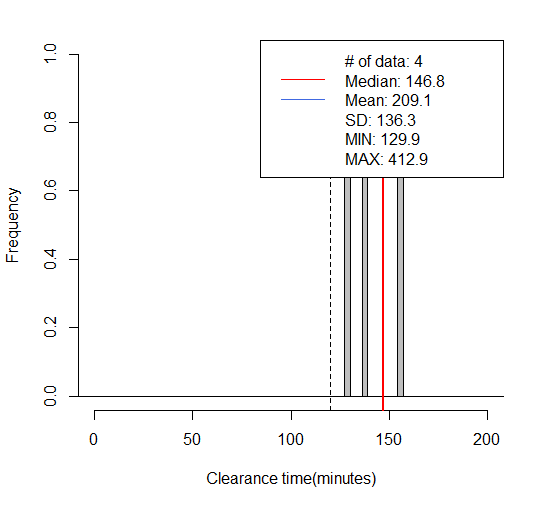 1.0
0.8
0.6
0.4
0.2
0.0
Frequency
# of data: 4
Median: 146.8
Mean: 209.1
SD: 136.3
MIN: 129.9
MAX: 412.9
0 50 100 150 200
Clearance time(minutes)